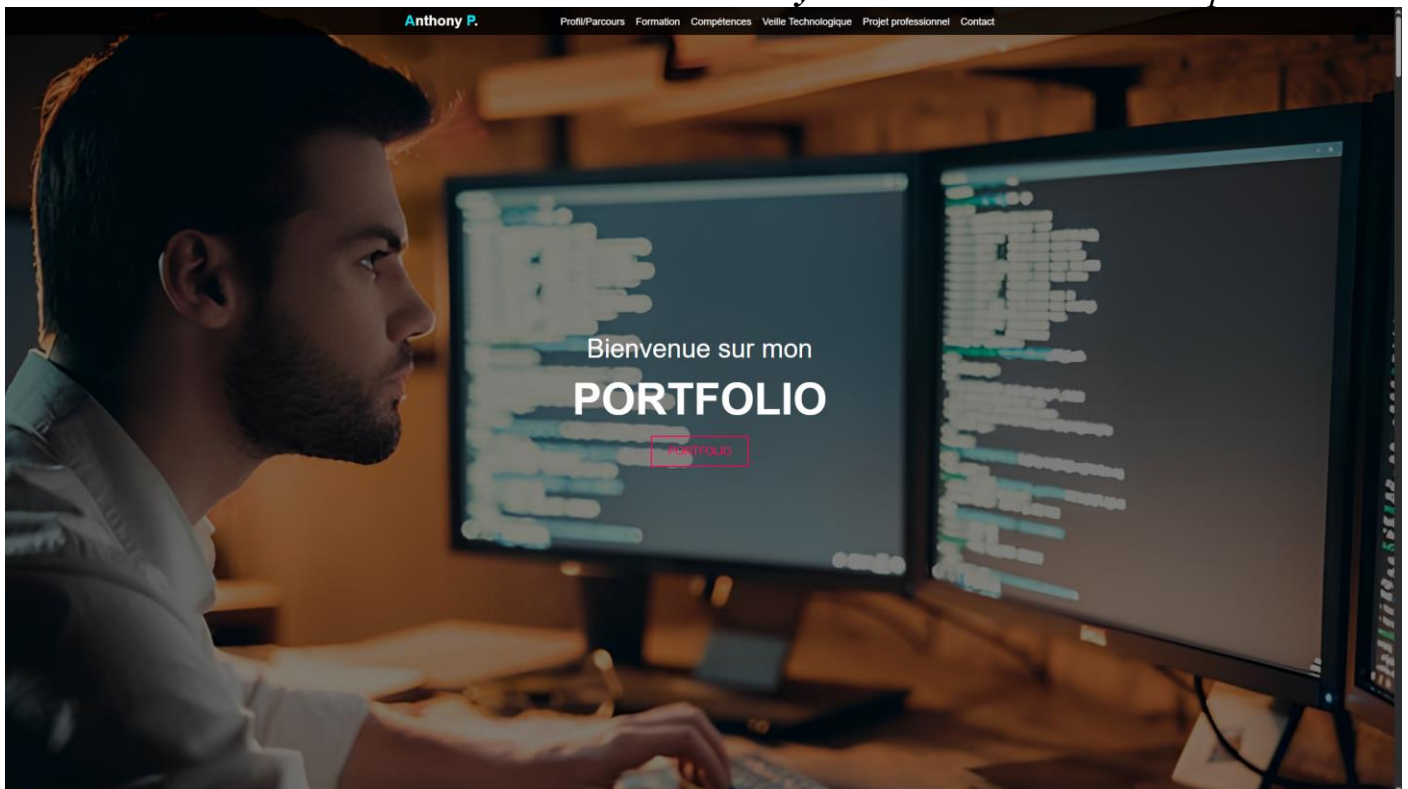 Anthony P. Profil/Parcours Formation Compétences Veille Technologique Projet professionnel Contact
Bienvenue sur mon
PORTFOLIO
PORTFOLIO